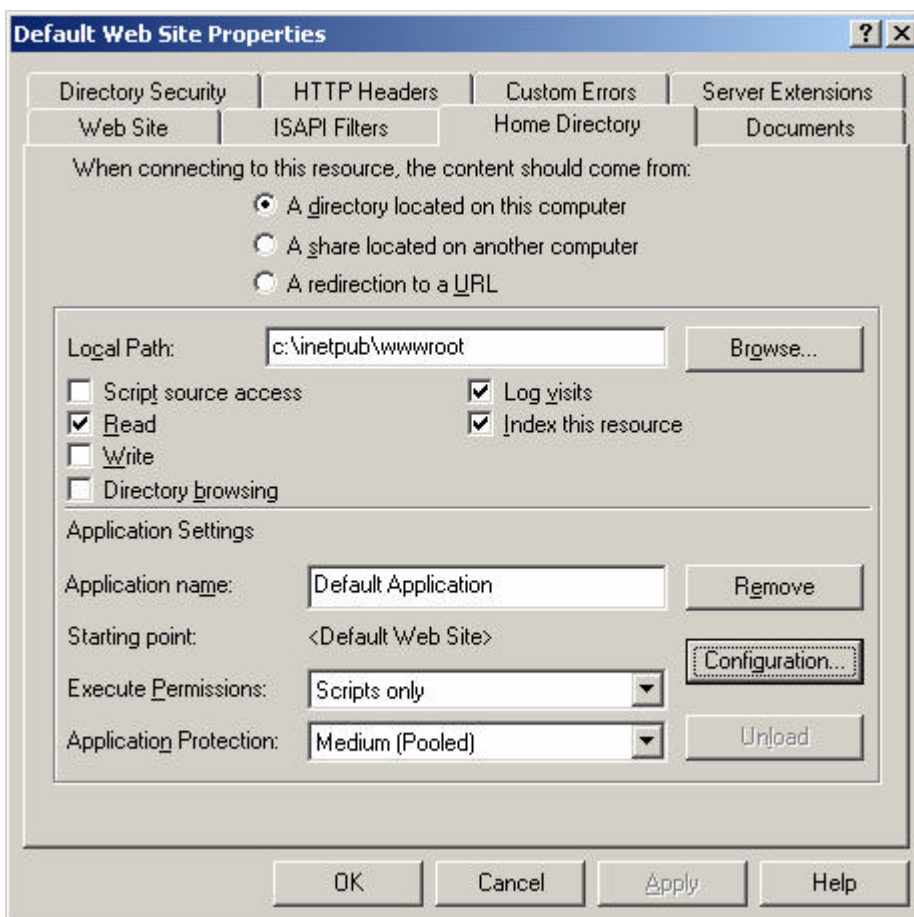 Default Web Site Properties
Directory Security HTTP Headers Custom Errors Server Extensions
Web Site ISAPI Filters Home Directory Documents
When connecting to this resource, the content should come from:
A directory located on this computer
A share located on another computer
A redirection to a URL
Local Path: c:\inetpub\wwwroot Browse...
Script source access Log visits
Read Index this resource
Write
Directory browsing
Application Settings
Application name: Default Application Remove
Starting point: <Default Web Site>
Configuration...
Execute Permissions: Scripts only
Application Protection: Medium (Pooled) Unload
OK Cancel Apply Help